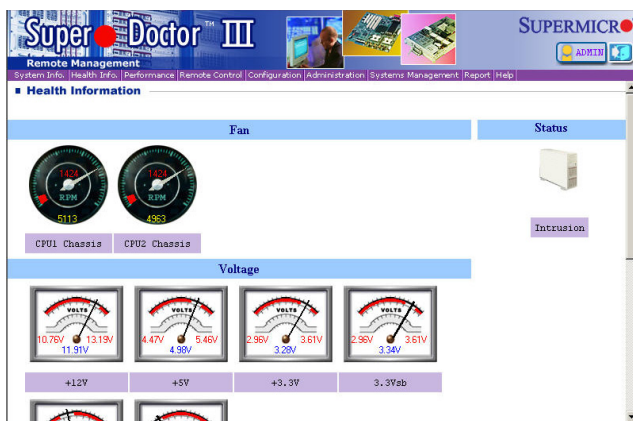 Super Doctor™ III
Remote Management
SUPERMICR
ADMIN
System Info. |Health Info. |Performance |Remote Control |Configuration |Administration |Systems Management |Report |Help|
Health Information
Fan
Status
1424
RPM
5113
1424
RPM
4963
CPU1 Chassis
CPU2 Chassis
Intrusion
Voltage
VOLTS
10.76V 13.19V
11.91V
VOLTS
4.47V 5.46V
4.98V
VOLTS
2.96V 3.61V
3.28V
VOLTS
2.96V 3.61V
3.34V
+12V
+5V
+3.3V
3.3Vsb